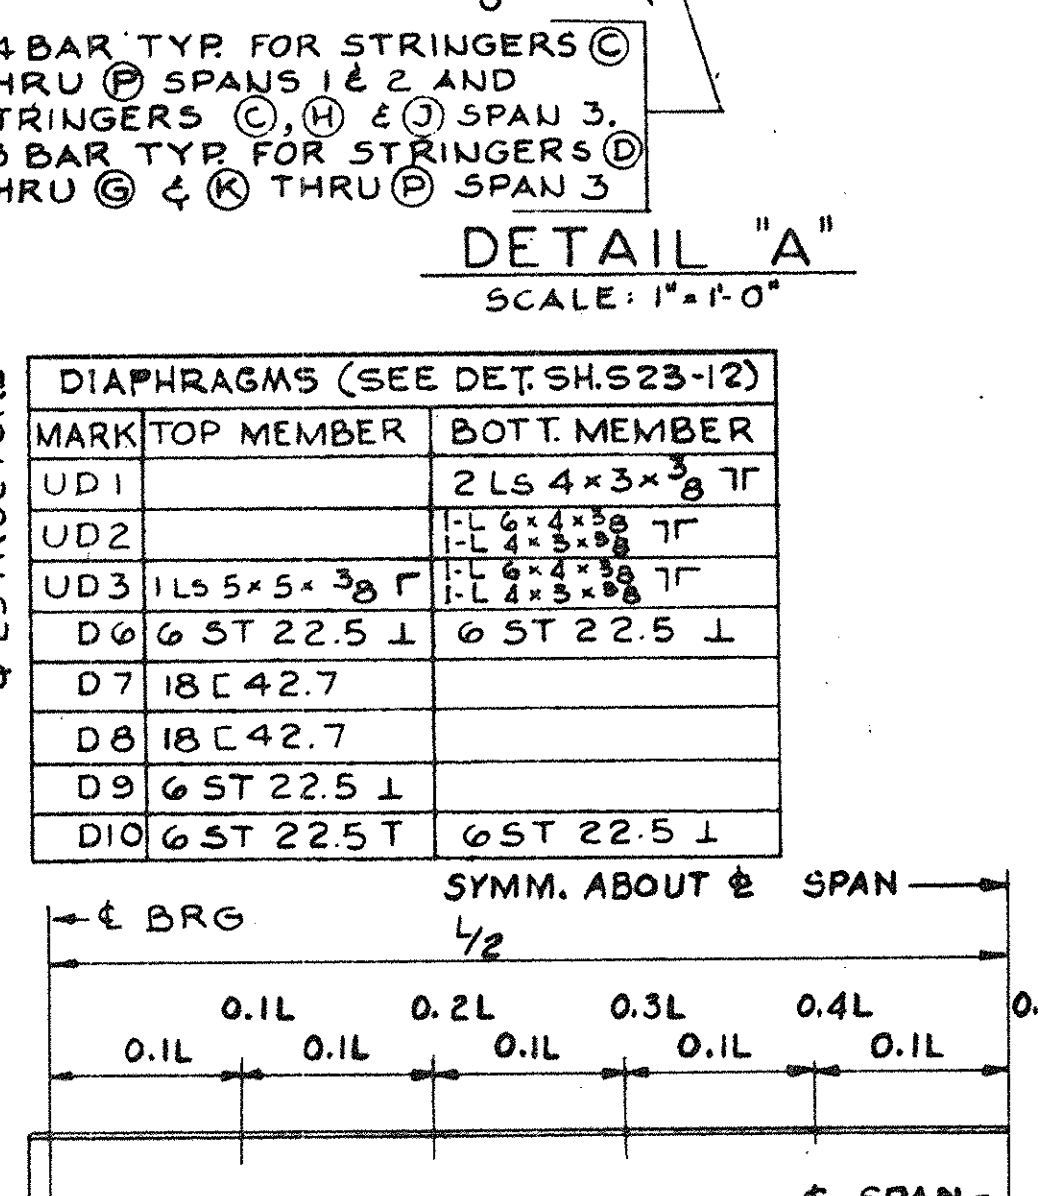 4 BAR TYP. FOR STRINGERS Ⓒ
HRU Ⓟ SPANS 1 & 2 AND
TRINGERS Ⓒ, Ⓗ & Ⓙ SPAN 3.
BAR TYP. FOR STRINGERS Ⓓ
HRU Ⓖ & Ⓚ THRU Ⓟ SPAN 3
DETAIL "A"
SCALE: 1"=1'-0"
DIAPHRAGMS (SEE DET. SH. S23-12)
MARK TOP MEMBER BOTT. MEMBER
UD1 2 LS 4×3×3/8 ⅂Γ
UD2 1-L 6×4×3/8 ⅂Γ
1-L 4×3×3/8
UD3 1 LS 5×5×3/8 Γ 1-L 6×4×3/8 ⅂Γ
1-L 4×3×3/8
D6 6 ST 22.5 ⊥ 6 ST 22.5 ⊥
D7 18 [ 42.7
D8 18 [ 42.7
D9 6 ST 22.5 ⊥
D10 6 ST 22.5 T 6 ST 22.5 ⊥
SYMM. ABOUT ℄ SPAN
℄ BRG
L/2
0.1L 0.2L 0.3L 0.4L 0.
0.1L 0.1L 0.1L 0.1L 0.1L
℄ SPAN